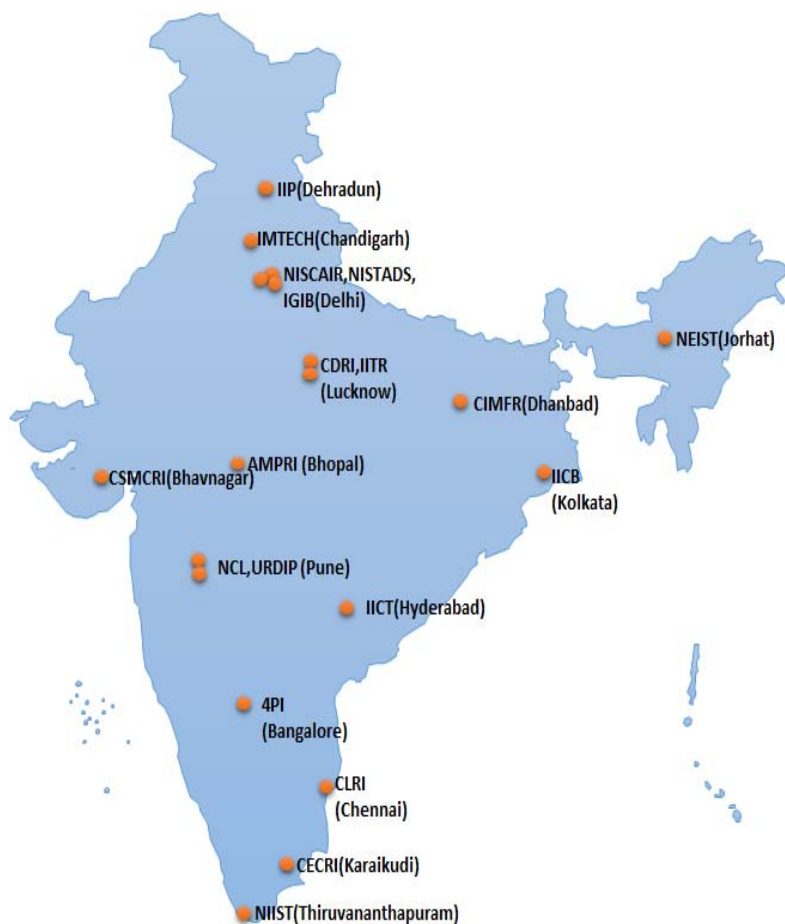 IIP(Dehradun)
IMTECH(Chandigarh)
NISCAIR,NISTADS,
IGIB(Delhi)
NEIST(Jorhat)
CDRI,IITR
(Lucknow)
CIMFR(Dhanbad)
AMPRI (Bhopal)
CSMCRI(Bhavnagar)
IICB
(Kolkata)
NCL,URDIP (Pune)
IICT(Hyderabad)
4PI
(Bangalore)
CLRI
(Chennai)
CECRI(Karaikudi)
NIIST(Thiruvananthapuram)